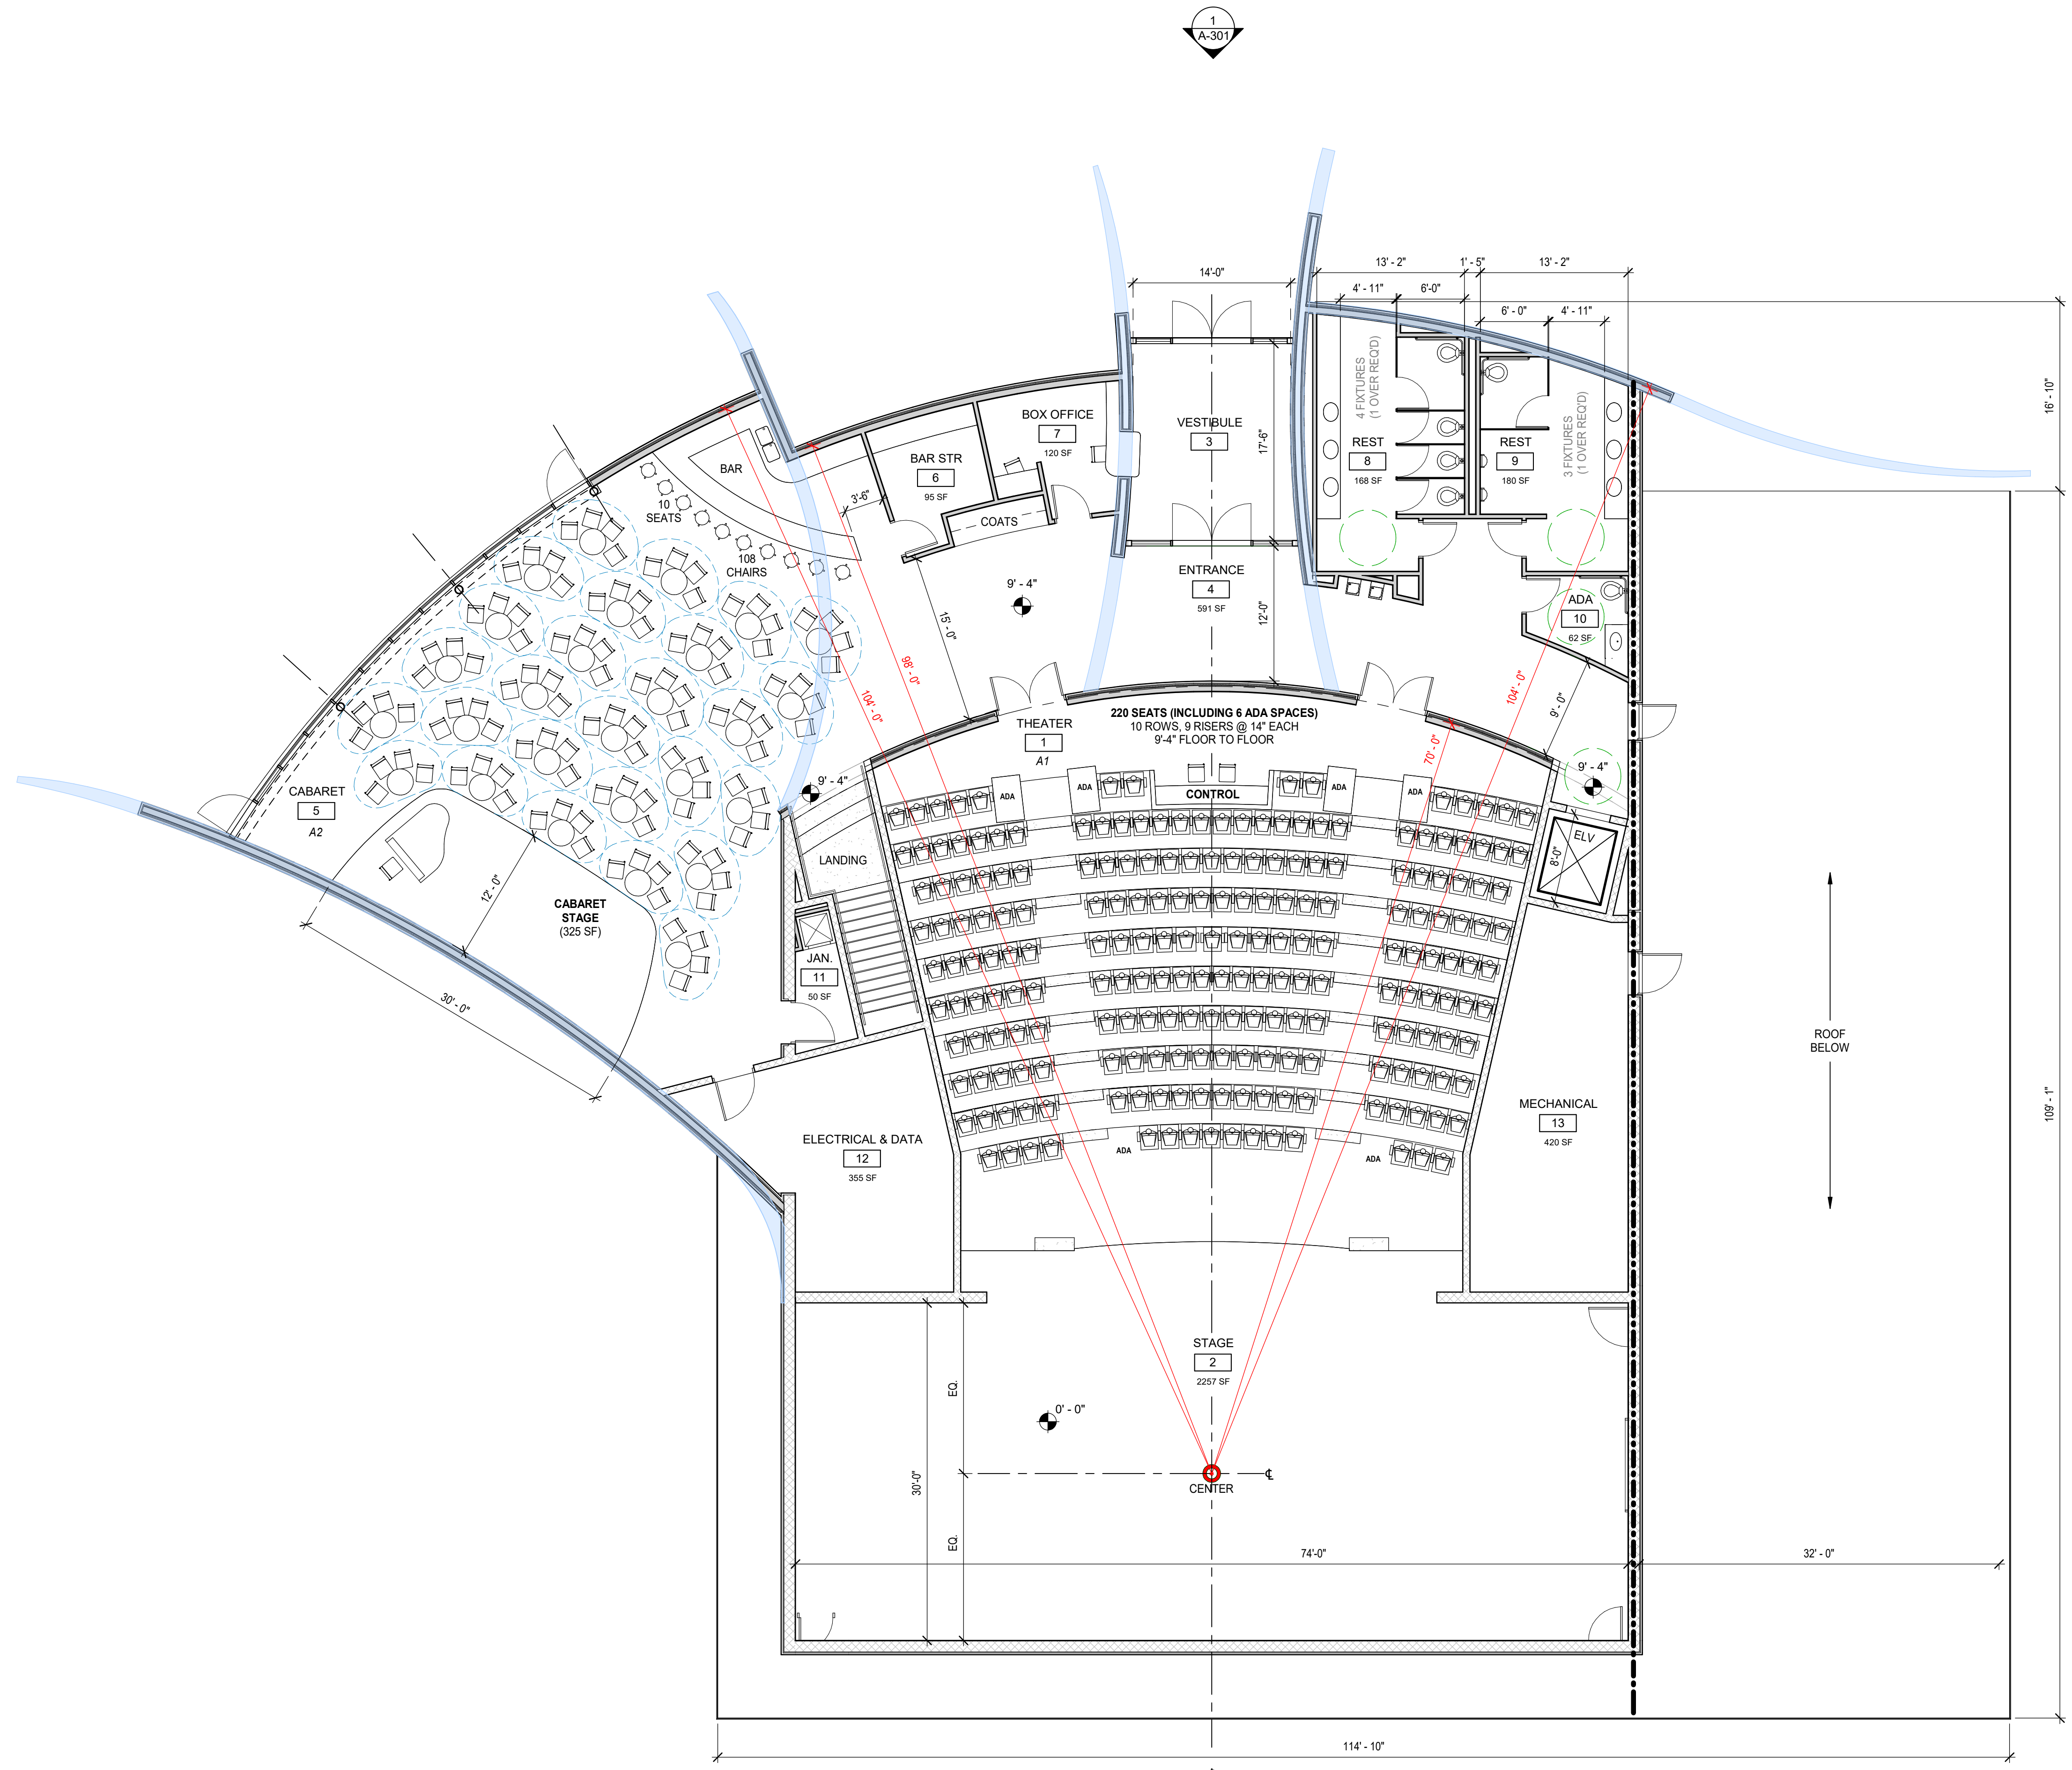 1
A-301
14'-0"
13' - 2"
1' - 5"
13' - 2"
4' - 11"
6'-0"
6' - 0"
4' - 11"
16' - 10"
4 FIXTURES
(1 OVER REQ'D)
3 FIXTURES
(1 OVER REQ'D)
BOX OFFICE
7
120 SF
VESTIBULE
3
17'-6"
REST
8
168 SF
REST
9
180 SF
BAR
BAR STR
6
95 SF
3'-6"
COATS
10
SEATS
108
CHAIRS
9' - 4"
ENTRANCE
4
591 SF
12'-0"
ADA
10
62 SF
15' - 0"
98' - 0"
104' - 0"
104' - 0"
9' - 0"
70' - 0"
THEATER
1
A1
220 SEATS (INCLUDING 6 ADA SPACES)
10 ROWS, 9 RISERS @ 14" EACH
9'-4" FLOOR TO FLOOR
CABARET
5
A2
9' - 4"
9' - 4"
ADA
ADA
CONTROL
ADA
ADA
ELV
8'-0"
LANDING
12' - 0"
CABARET
STAGE
(325 SF)
30' - 0"
JAN.
11
50 SF
ROOF
BELOW
109' - 1"
MECHANICAL
13
420 SF
ELECTRICAL & DATA
12
355 SF
ADA
ADA
STAGE
2
2257 SF
EQ.
0' - 0"
30'-0"
CENTER
EQ.
74'-0"
32' - 0"
114' - 10"